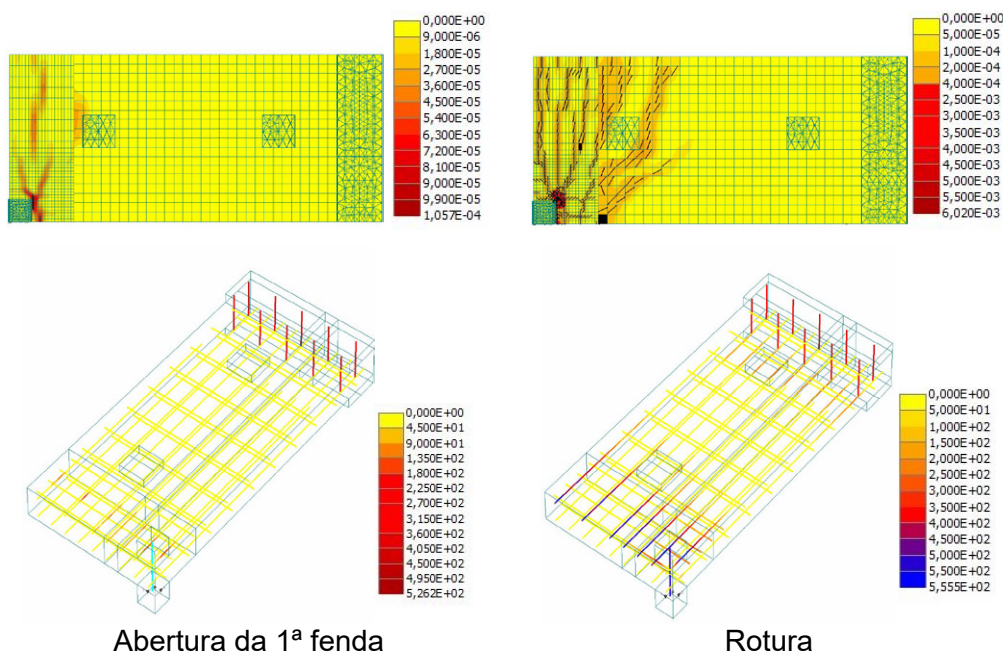 0,000E+00
9,000E-06
1,800E-05
2,700E-05
3,600E-05
4,500E-05
5,400E-05
6,300E-05
7,200E-05
8,100E-05
9,000E-05
9,900E-05
1,057E-04
0,000E+00
5,000E-05
1,000E-04
2,000E-04
4,000E-04
2,500E-03
3,000E-03
3,500E-03
4,000E-03
4,500E-03
5,000E-03
5,500E-03
6,020E-03
0,000E+00
4,500E+01
9,000E+01
1,350E+02
1,800E+02
2,250E+02
2,700E+02
3,150E+02
3,600E+02
4,050E+02
4,500E+02
4,950E+02
5,262E+02
0,000E+00
5,000E+01
1,000E+02
1,500E+02
2,000E+02
2,500E+02
3,000E+02
3,500E+02
4,000E+02
4,500E+02
5,000E+02
5,500E+02
5,555E+02
Abertura da 1ª fenda
Rotura